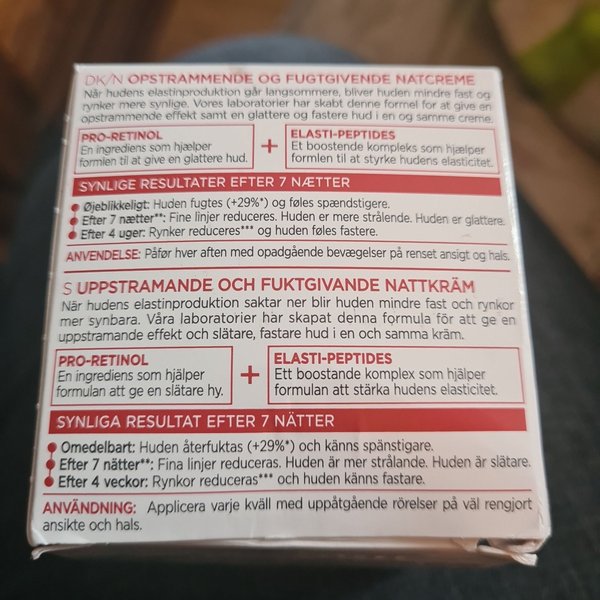 DK/N OPSTRAMMENDE OG FUGTGIVENDE NATCREME
Når hudens elastinproduktion går langsommere, bliver huden mindre fast og
rynker mere synlige. Vores laboratorier har skabt denne formel for at give en
opstrammende effekt samt en glattere og fastere hud i en og samme creme.
PRO-RETINOL
En ingrediens som hjælper
formlen til at give en glattere hud.
+
ELASTI-PEPTIDES
Et boostende kompleks som hjælper
formlen til at styrke hudens elasticitet.
SYNLIGE RESULTATER EFTER 7 NÆTTER
Øjeblikkeligt: Huden fugtes (+29%*) og føles spændstigere.
Efter 7 nætter**: Fine linjer reduceres. Huden er mere strålende. Huden er glattere.
Efter 4 uger: Rynker reduceres*** og huden føles fastere.
ANVENDELSE: Påfør hver aften med opadgående bevægelser på renset ansigt og hals.
S UPPSTRAMANDE OCH FUKTGIVANDE NATTKRÄM
När hudens elastinproduktion saktar ner blir huden mindre fast och rynkor
mer synbara. Våra laboratorier har skapat denna formula för att ge en
uppstramande effekt och slätare, fastare hud i en och samma kräm.
PRO-RETINOL
En ingrediens som hjälper
formulan att ge en slätare hy.
+
ELASTI-PEPTIDES
Ett boostande komplex som hjälper
formulan att stärka hudens elasticitet.
SYNLIGA RESULTAT EFTER 7 NÄTTER
Omedelbart: Huden återfuktas (+29%*) och känns spänstigare.
Efter 7 nätter**: Fina linjer reduceras. Huden är mer strålande. Huden är slätare.
Efter 4 veckor: Rynkor reduceras*** och huden känns fastare.
ANVÄNDNING: Applicera varje kväll med uppåtgående rörelser på väl rengjort
ansikte och hals.